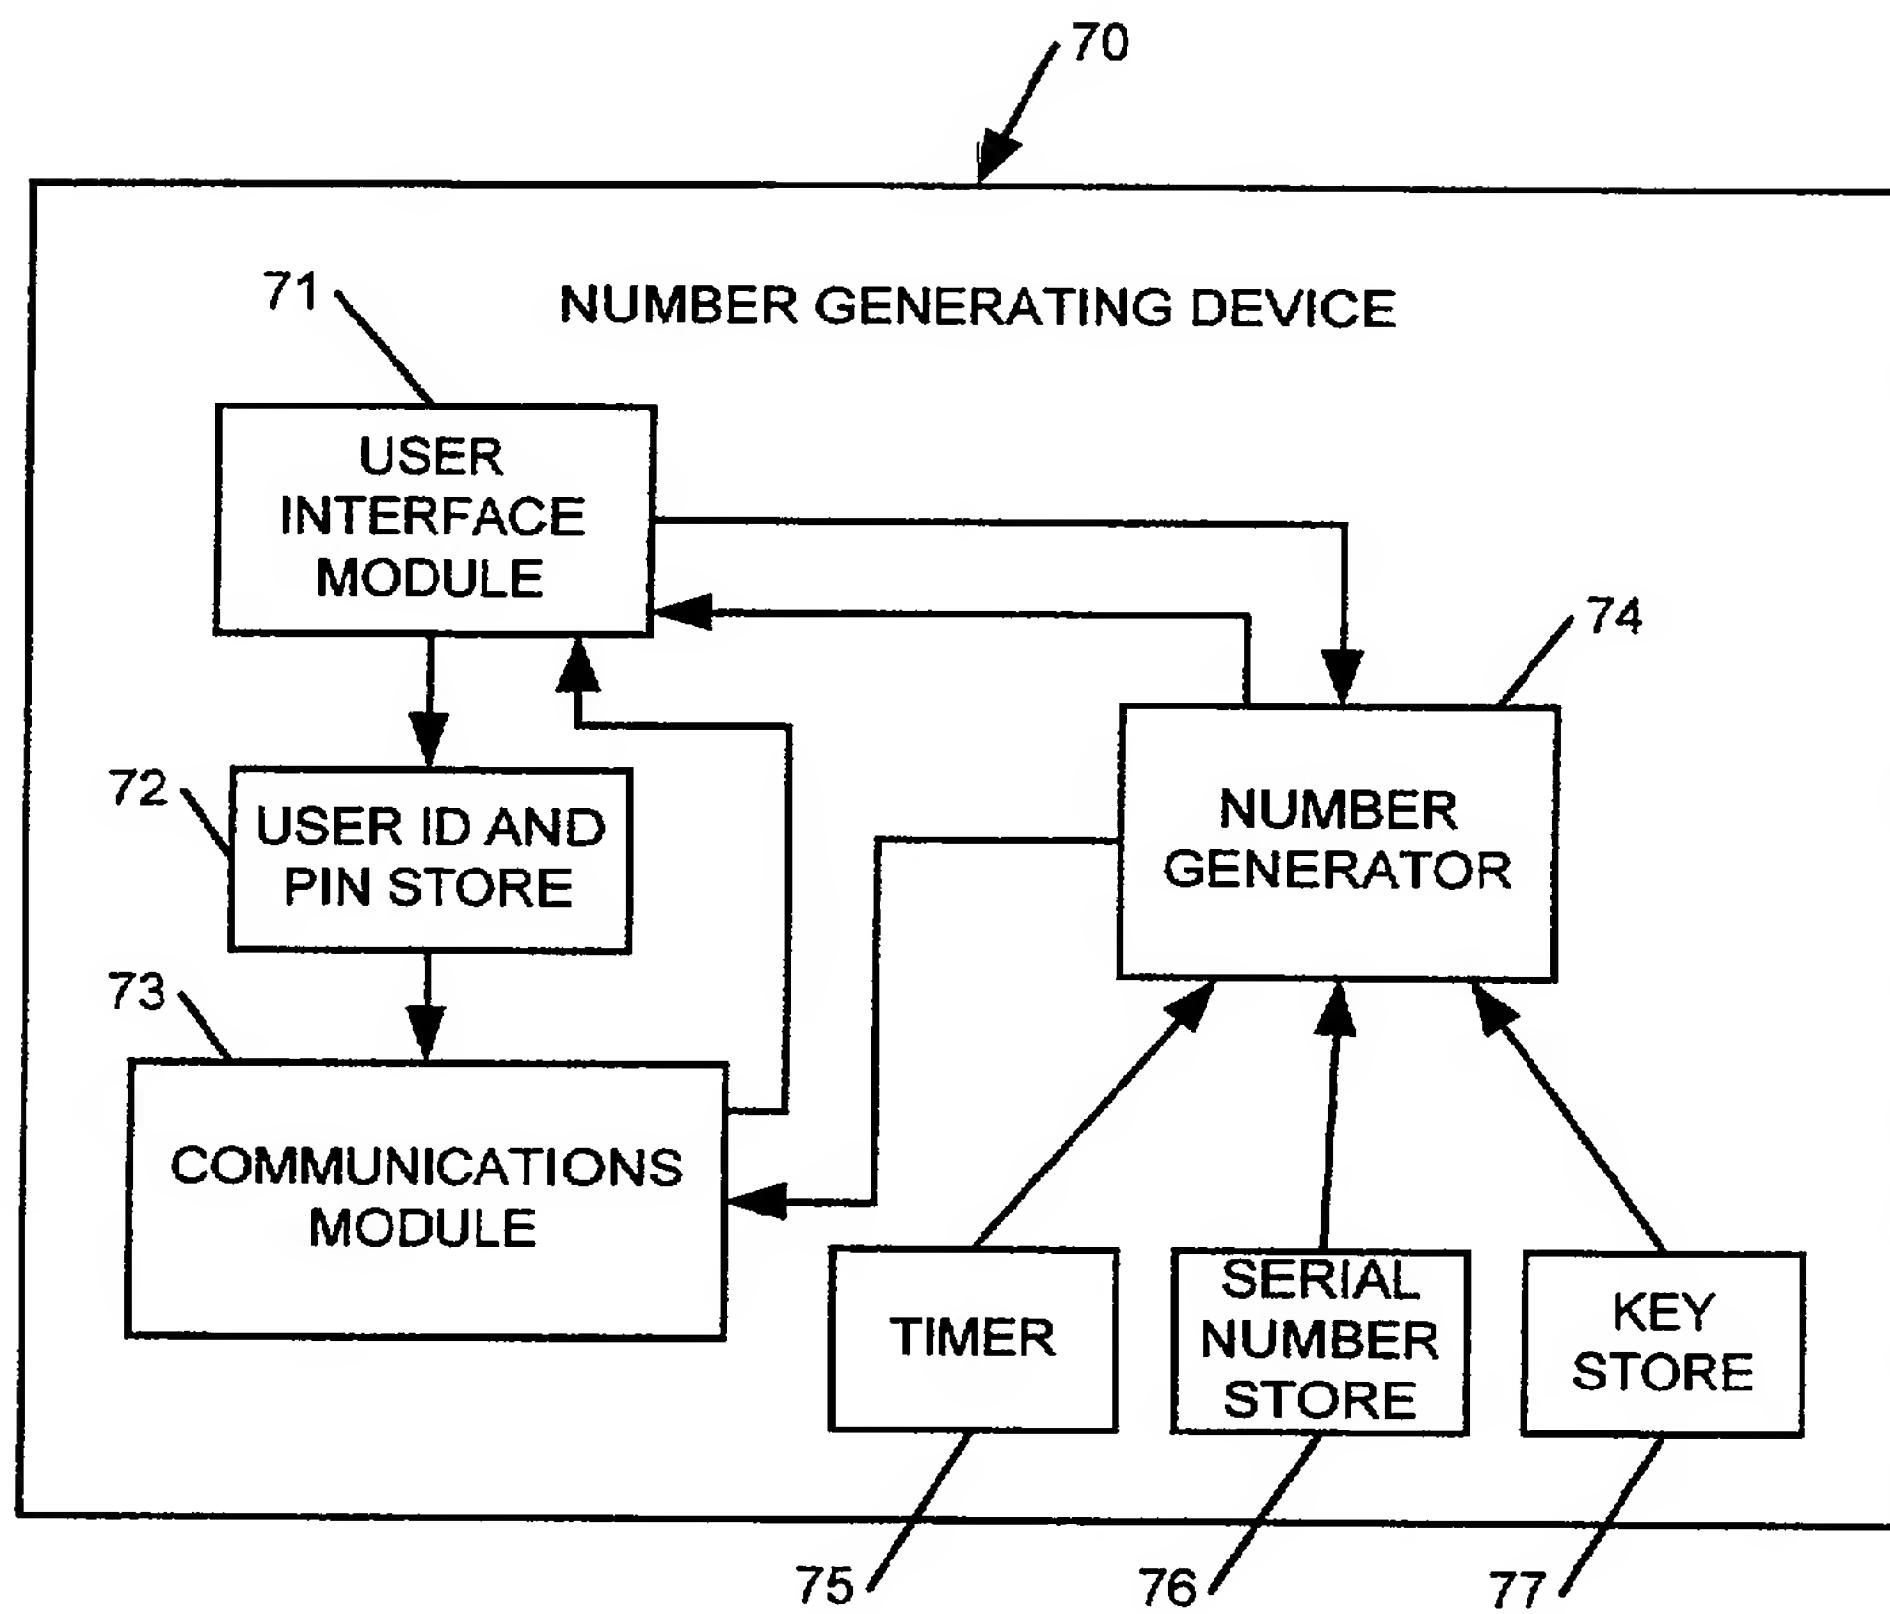 70
NUMBER GENERATING DEVICE
71
USER
INTERFACE
MODULE
74
72
USER ID AND
PIN STORE
NUMBER
GENERATOR
73
COMMUNICATIONS
MODULE
TIMER
SERIAL
NUMBER
STORE
KEY
STORE
75
76
77